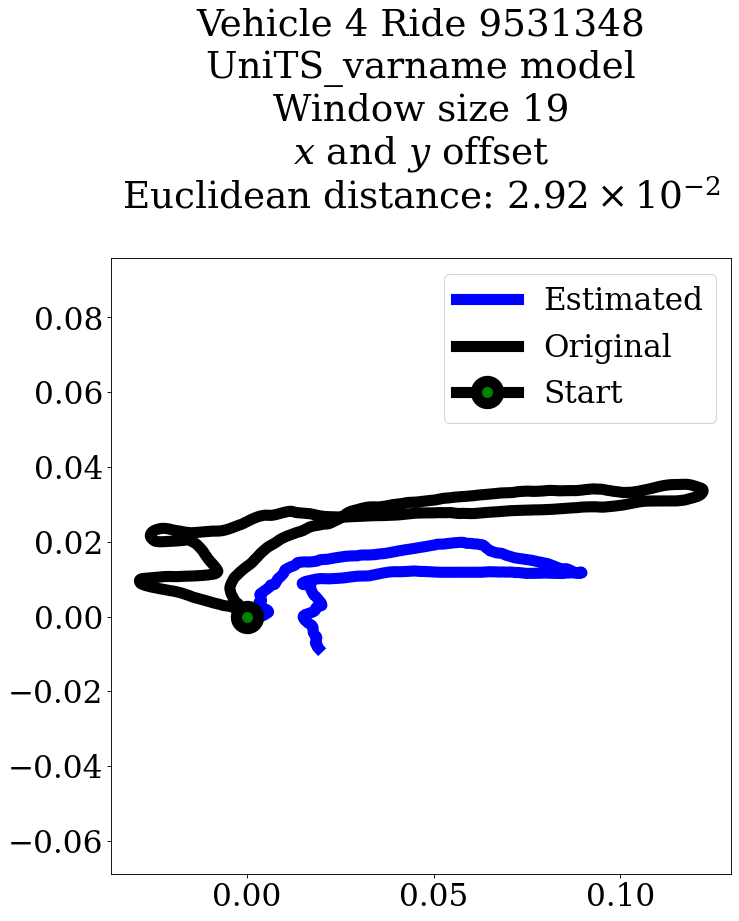 Vehicle 4 Ride 9531348
UniTS_varname model
Window size 19
x and y offset
Euclidean distance: 2.92 × 10⁻²
Estimated
Original
Start
0.08
0.06
0.04
0.02
0.00
−0.02
−0.04
−0.06
0.00 0.05 0.10